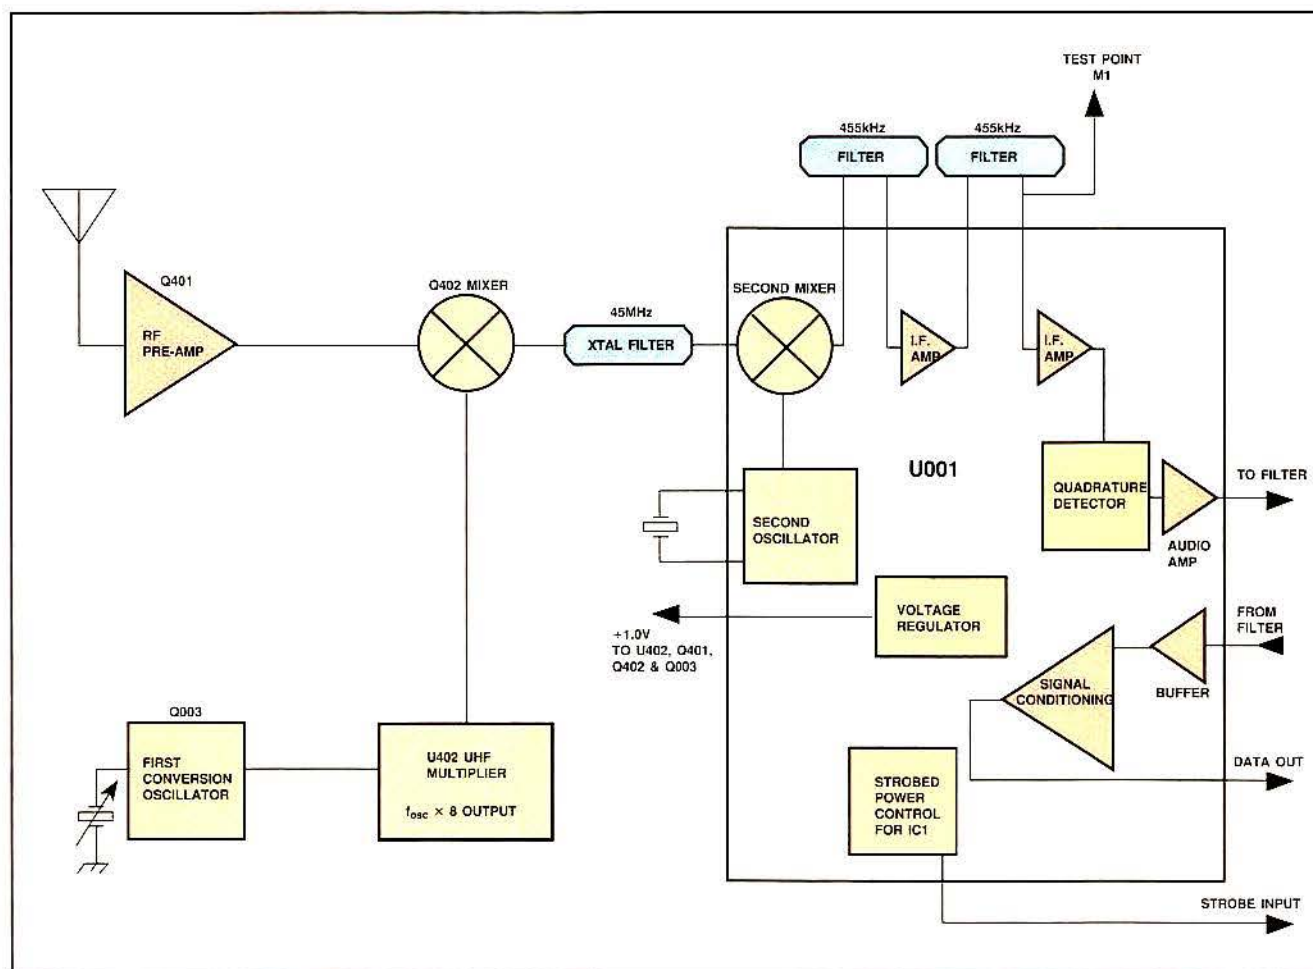 TEST POINT
M1
455kHz
FILTER
455kHz
FILTER
Q401
RF
PRE-AMP
Q402 MIXER
45MHz
XTAL FILTER
SECOND MIXER
I.F.
AMP
I.F.
AMP
U001
SECOND
OSCILLATOR
QUADRATURE
DETECTOR
AUDIO
AMP
TO FILTER
VOLTAGE
REGULATOR
+1.0V
TO U402, Q401,
Q402 & Q003
FROM
FILTER
BUFFER
SIGNAL
CONDITIONING
DATA OUT
Q003
FIRST
CONVERSION
OSCILLATOR
U402 UHF
MULTIPLIER
fosc × 8 OUTPUT
STROBED
POWER
CONTROL
FOR IC1
STROBE INPUT